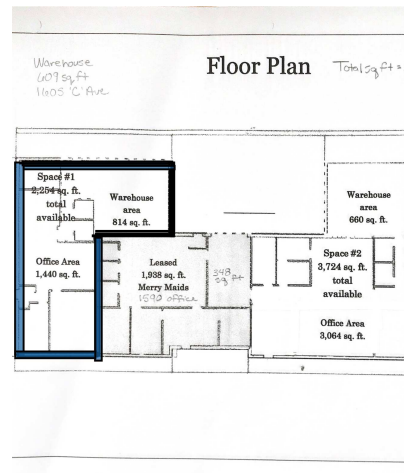 Warehouse
609 sq ft
1605 'C' Ave
Floor Plan
Total sq ft =
Space #1
2,254 sq. ft.
total
available
Warehouse
area
814 sq. ft.
Office Area
1,440 sq. ft.
Leased
1,938 sq. ft.
Merry Maids
1590 office
348
sq ft
Warehouse
area
660 sq. ft.
Space #2
3,724 sq. ft.
total
available
Office Area
3,064 sq. ft.